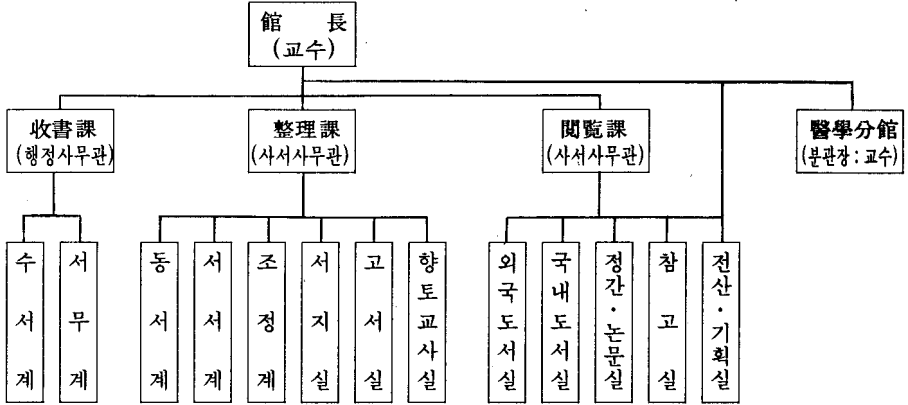 館 長
(교수)
收書課
(행정사무관)
整理課
(사서사무관)
閲覧課
(사서사무관)
醫學分館
(분관장:교수)
수서계
서무계
동서계
서서계
조정계
서지실
고서실
향토교사실
외국도서실
국내도서실
정간·논문실
참고실
전산·기획실